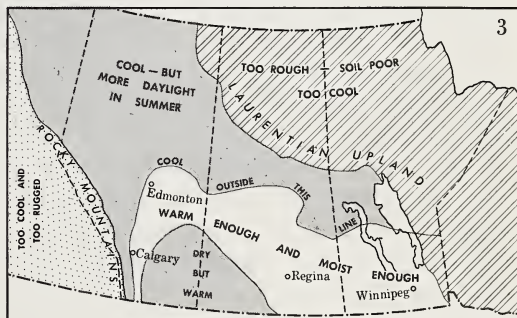 3
COOL — BUT
MORE DAYLIGHT
IN SUMMER
TOO ROUGH — SOIL POOR
TOO COOL
LAURENTIAN UPLAND
ROCKY MOUNTAINS
TOO COOL AND
TOO RUGGED
COOL OUTSIDE THIS LINE
Edmonton
WARM ENOUGH AND MOIST ENOUGH
Calgary
DRY
BUT
WARM
Regina
Winnipeg